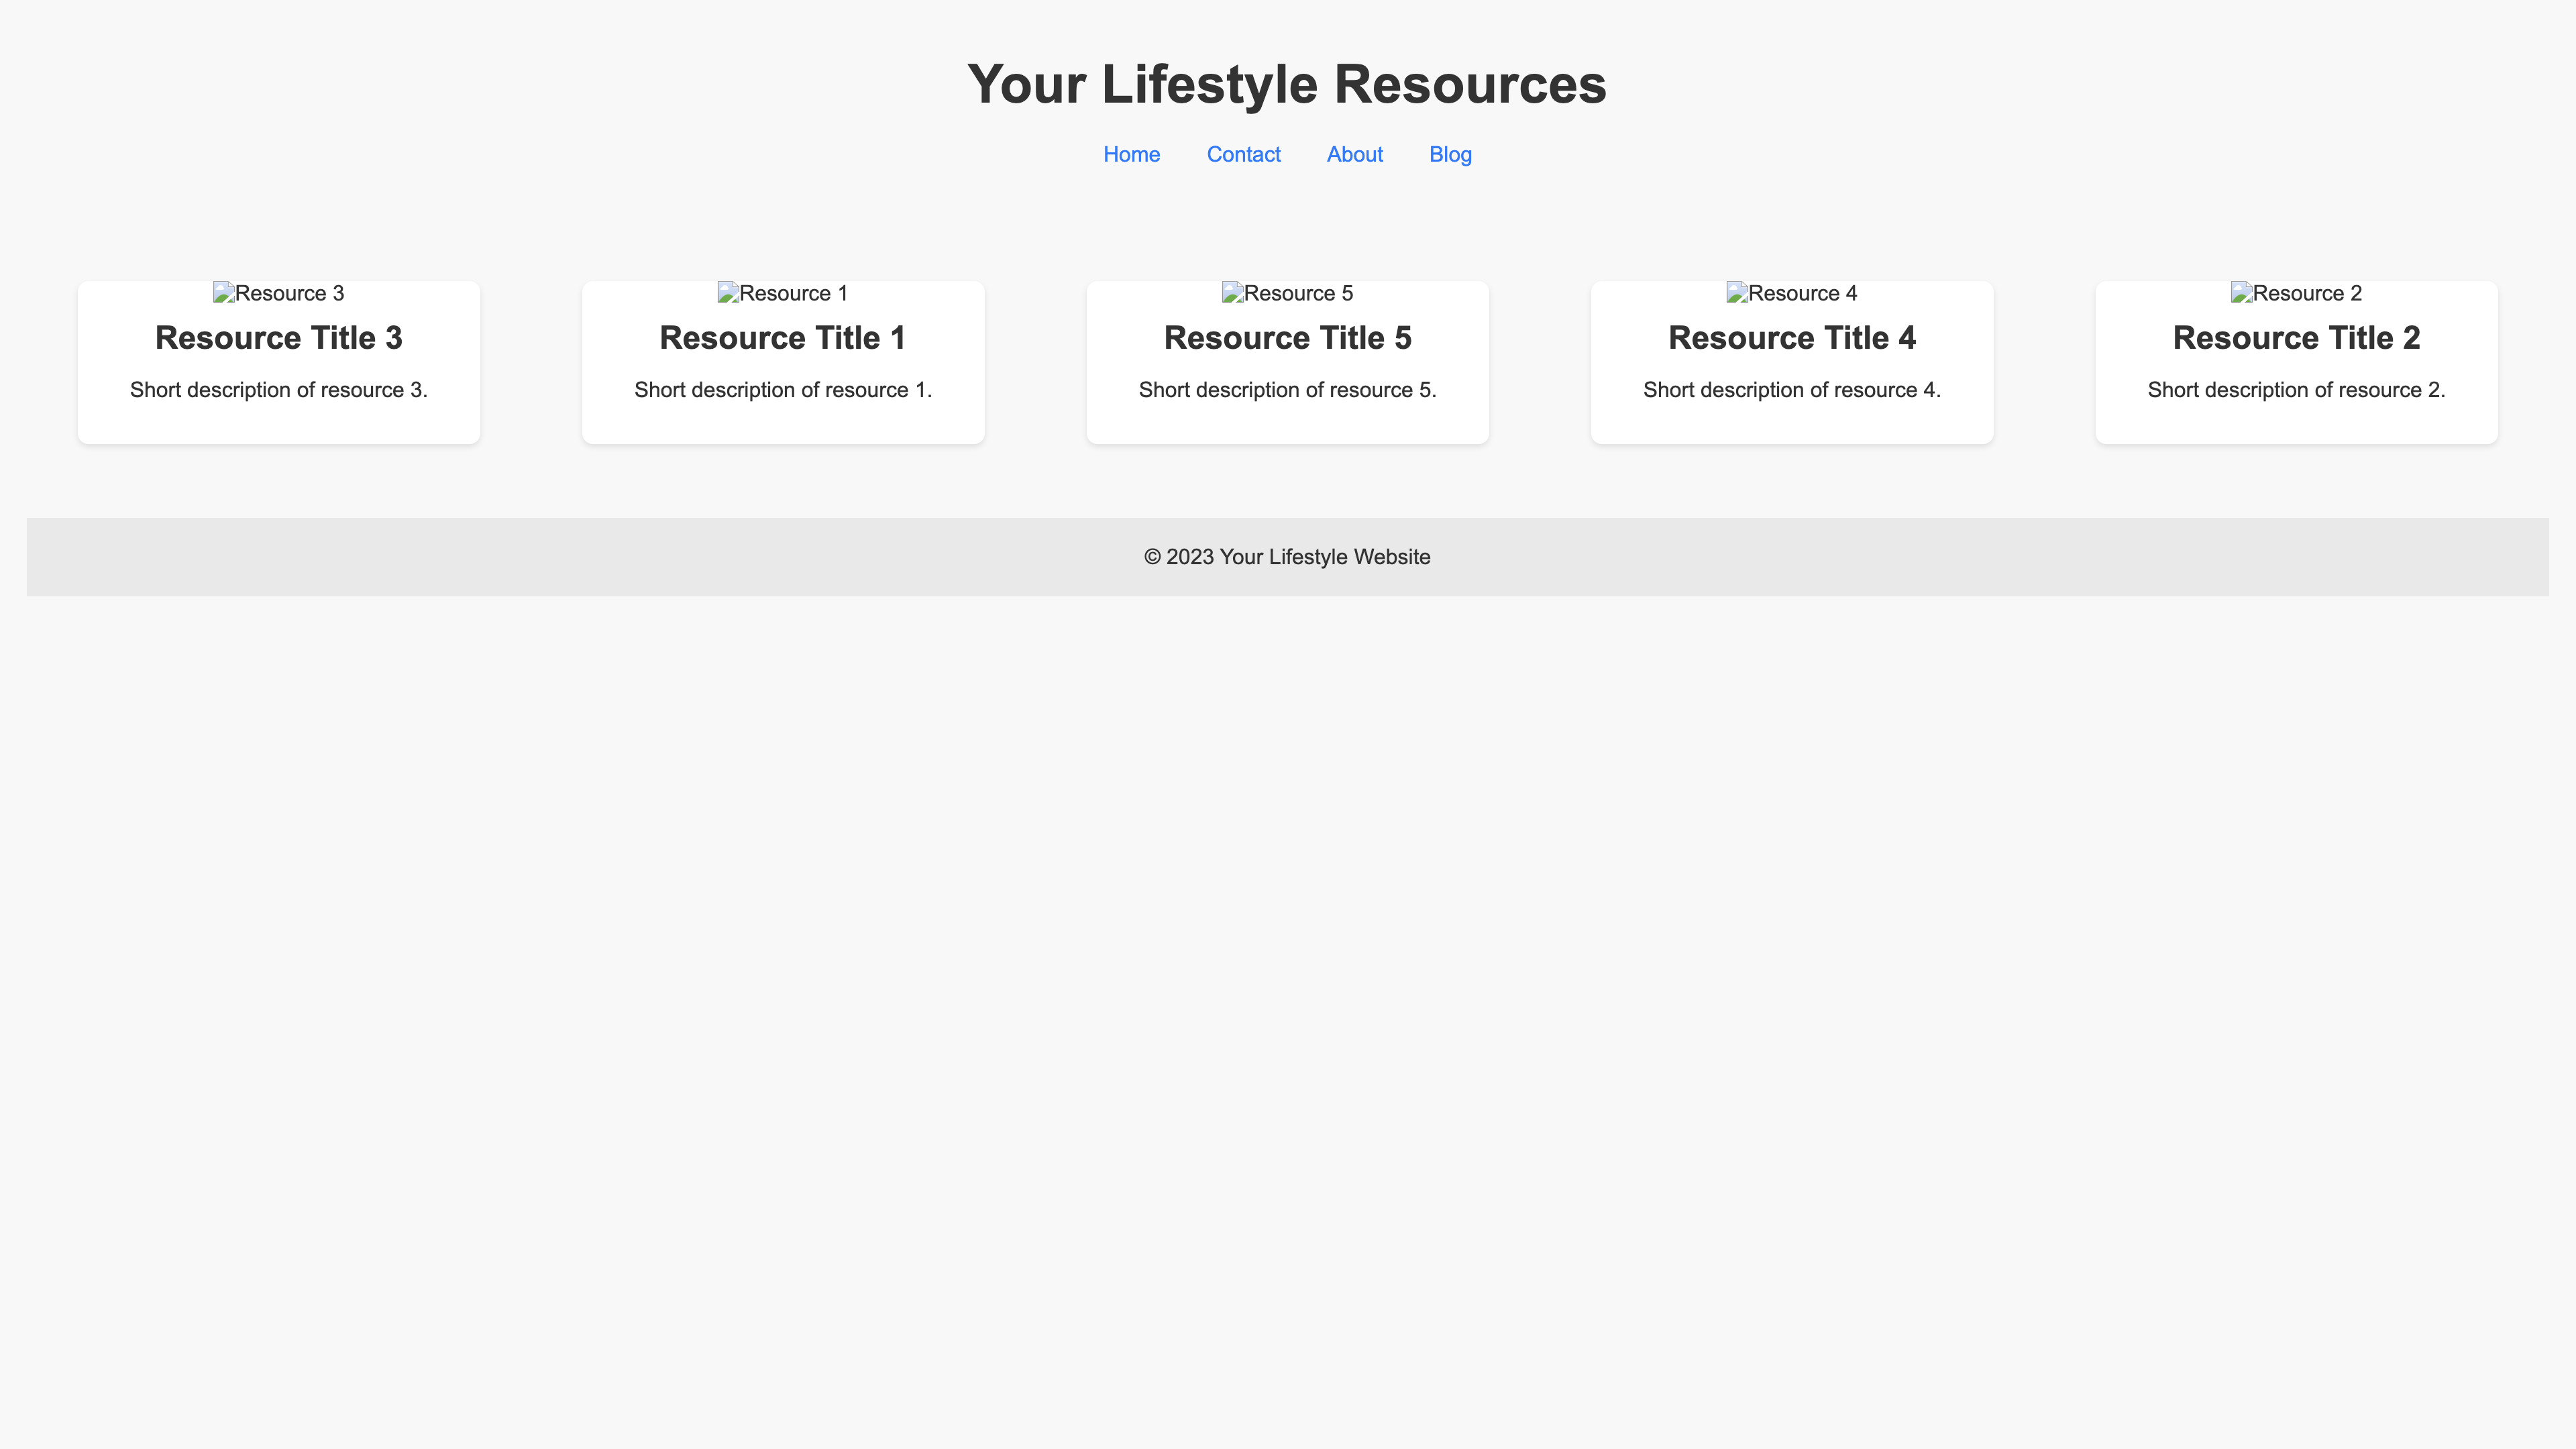 Your Lifestyle Resources
Home Contact About Blog
Resource 3
Resource Title 3
Short description of resource 3.
Resource 1
Resource Title 1
Short description of resource 1.
Resource 5
Resource Title 5
Short description of resource 5.
Resource 4
Resource Title 4
Short description of resource 4.
Resource 2
Resource Title 2
Short description of resource 2.
© 2023 Your Lifestyle Website